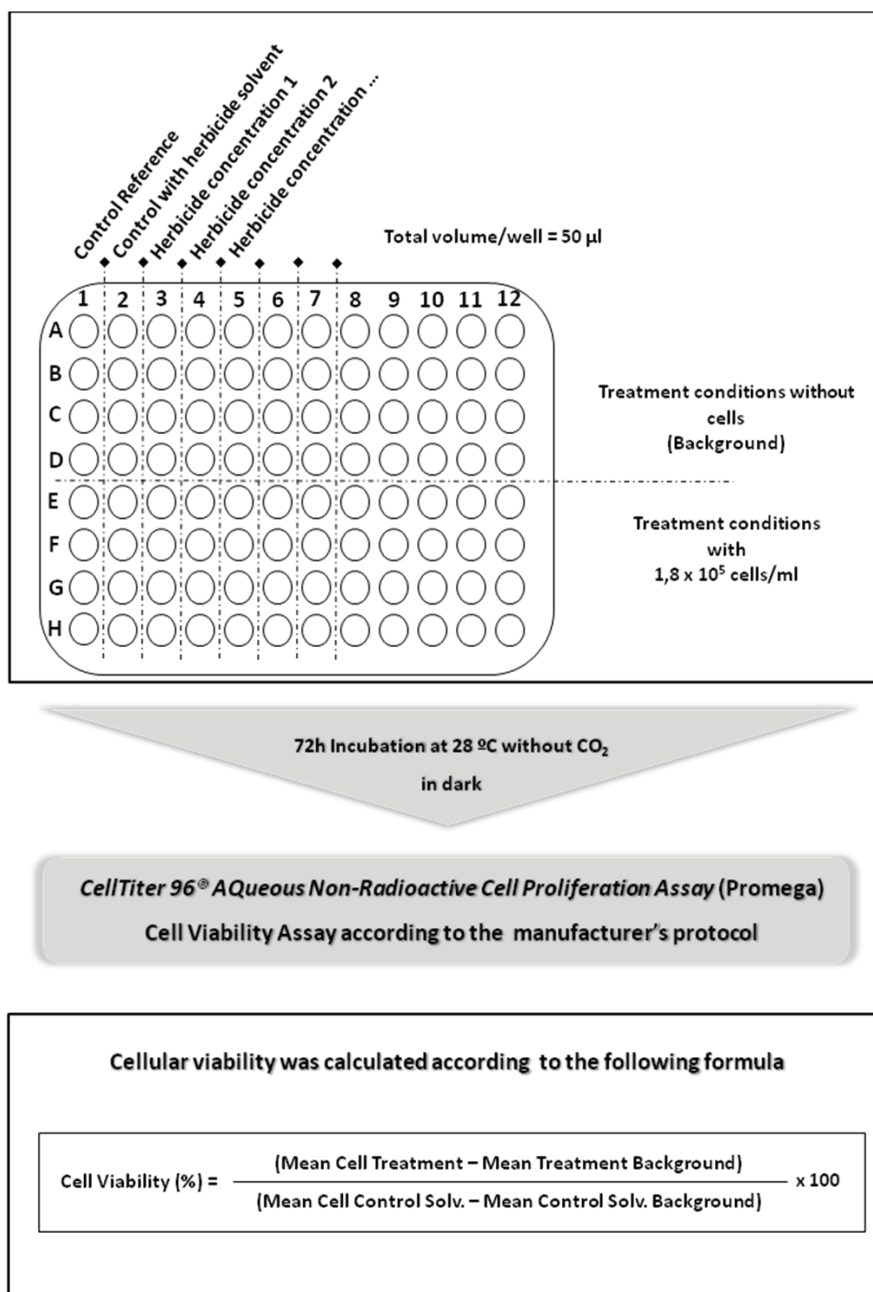 Control Reference
Control with herbicide solvent
Herbicide concentration 1
Herbicide concentration 2
Herbicide concentration ...
Total volume/well = 50 µl
1 2 3 4 5 6 7 8 9 10 11 12
A
B
C
D
E
F
G
H
Treatment conditions without
cells
(Background)
Treatment conditions
with
1,8 x 10⁵ cells/ml
72h Incubation at 28 ºC without CO₂
in dark
CellTiter 96® AQueous Non-Radioactive Cell Proliferation Assay (Promega)
Cell Viability Assay according to the manufacturer's protocol
Cellular viability was calculated according to the following formula
Cell Viability (%) =
(Mean Cell Treatment – Mean Treatment Background)
(Mean Cell Control Solv. – Mean Control Solv. Background)
x 100